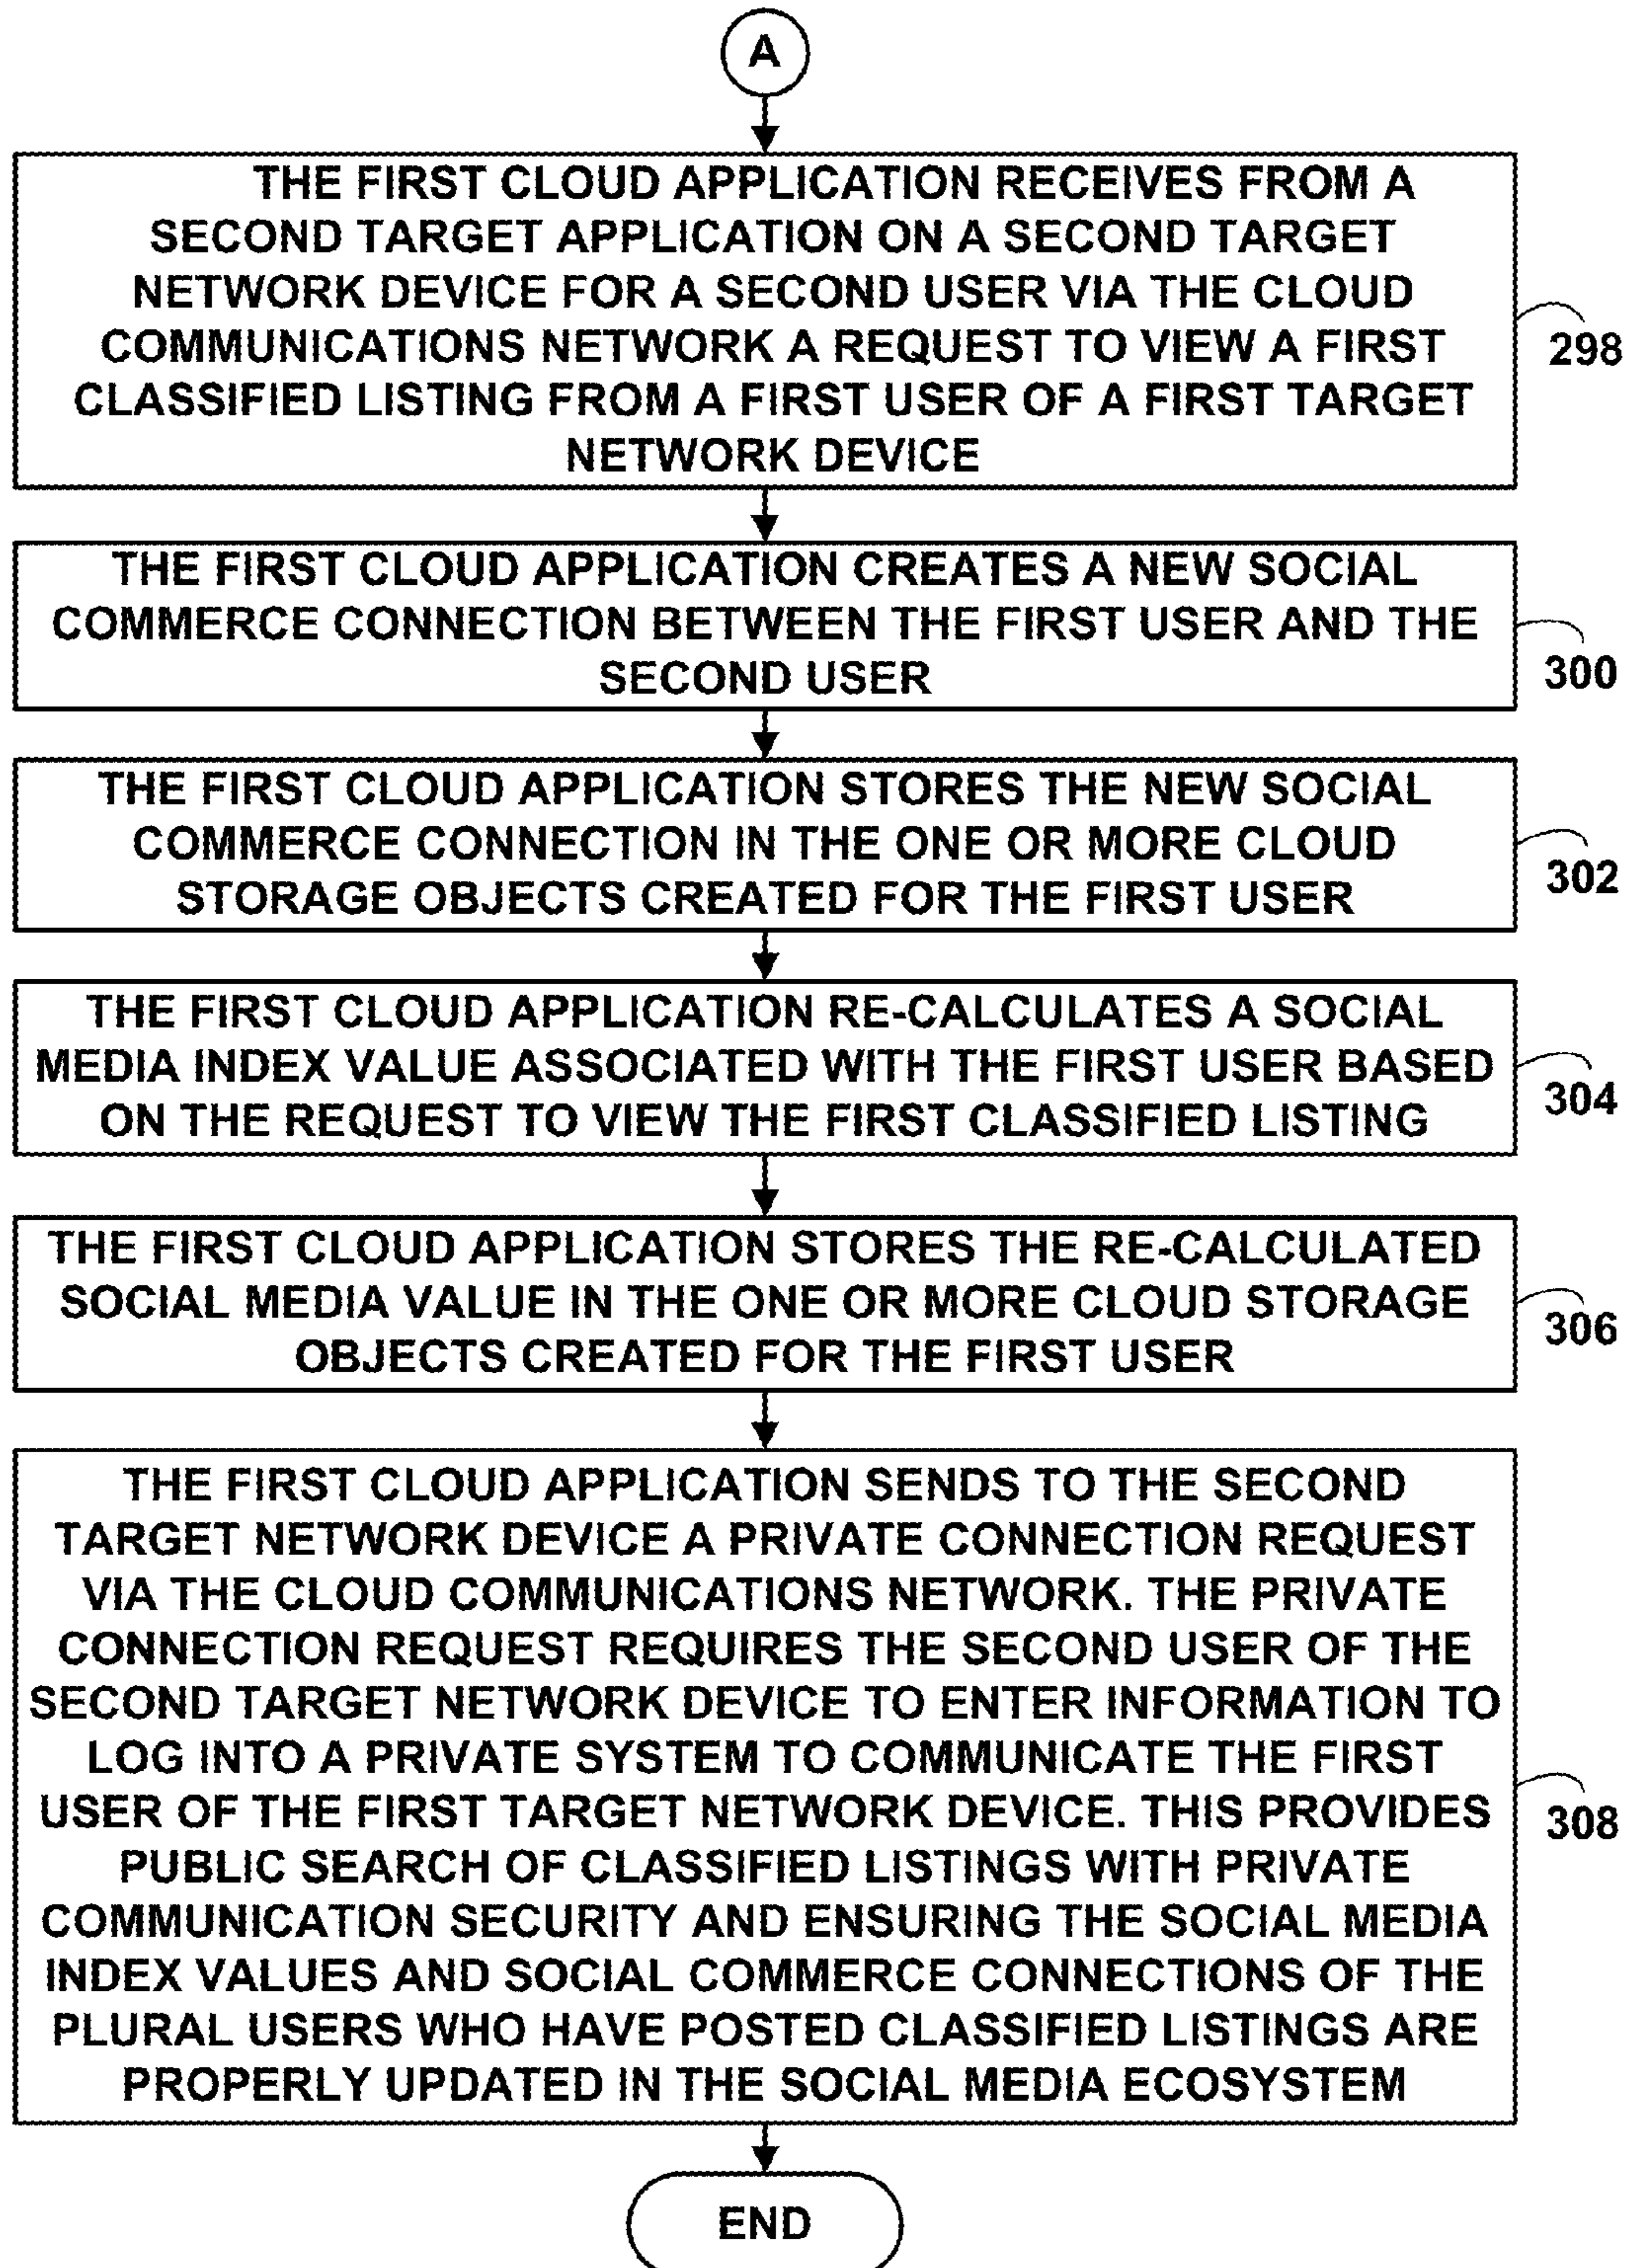 A
THE FIRST CLOUD APPLICATION RECEIVES FROM A
SECOND TARGET APPLICATION ON A SECOND TARGET
NETWORK DEVICE FOR A SECOND USER VIA THE CLOUD
COMMUNICATIONS NETWORK A REQUEST TO VIEW A FIRST
CLASSIFIED LISTING FROM A FIRST USER OF A FIRST TARGET
NETWORK DEVICE
298
THE FIRST CLOUD APPLICATION CREATES A NEW SOCIAL
COMMERCE CONNECTION BETWEEN THE FIRST USER AND THE
SECOND USER
300
THE FIRST CLOUD APPLICATION STORES THE NEW SOCIAL
COMMERCE CONNECTION IN THE ONE OR MORE CLOUD
STORAGE OBJECTS CREATED FOR THE FIRST USER
302
THE FIRST CLOUD APPLICATION RE-CALCULATES A SOCIAL
MEDIA INDEX VALUE ASSOCIATED WITH THE FIRST USER BASED
ON THE REQUEST TO VIEW THE FIRST CLASSIFIED LISTING
304
THE FIRST CLOUD APPLICATION STORES THE RE-CALCULATED
SOCIAL MEDIA VALUE IN THE ONE OR MORE CLOUD STORAGE
OBJECTS CREATED FOR THE FIRST USER
306
THE FIRST CLOUD APPLICATION SENDS TO THE SECOND
TARGET NETWORK DEVICE A PRIVATE CONNECTION REQUEST
VIA THE CLOUD COMMUNICATIONS NETWORK. THE PRIVATE
CONNECTION REQUEST REQUIRES THE SECOND USER OF THE
SECOND TARGET NETWORK DEVICE TO ENTER INFORMATION TO
LOG INTO A PRIVATE SYSTEM TO COMMUNICATE THE FIRST
USER OF THE FIRST TARGET NETWORK DEVICE. THIS PROVIDES
PUBLIC SEARCH OF CLASSIFIED LISTINGS WITH PRIVATE
COMMUNICATION SECURITY AND ENSURING THE SOCIAL MEDIA
INDEX VALUES AND SOCIAL COMMERCE CONNECTIONS OF THE
PLURAL USERS WHO HAVE POSTED CLASSIFIED LISTINGS ARE
PROPERLY UPDATED IN THE SOCIAL MEDIA ECOSYSTEM
308
END